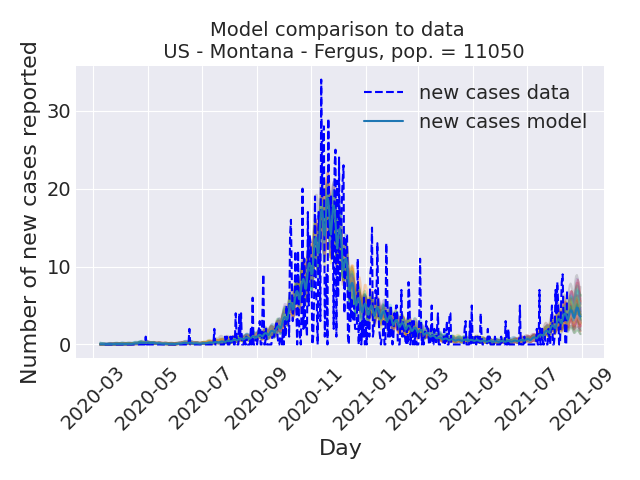 Model comparison to data
US - Montana - Fergus, pop. = 11050
Number of new cases reported
30
20
10
0
new cases data
new cases model
2020-03
2020-05
2020-07
2020-09
2020-11
2021-01
2021-03
2021-05
2021-07
2021-09
Day